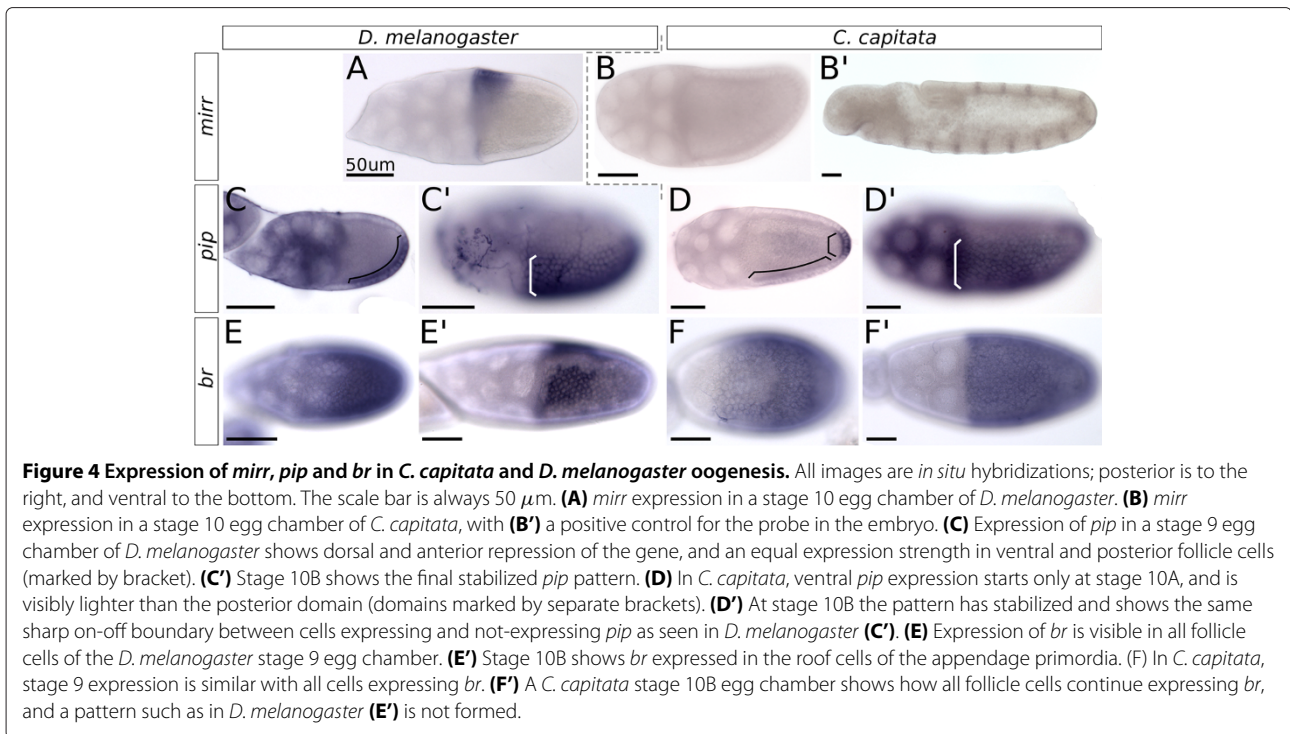 D. melanogaster
C. capitata
mirr
A
50um
B
B'
pip
C
C'
D
D'
br
E
E'
F
F'
Figure 4 Expression of mirr, pip and br in C. capitata and D. melanogaster oogenesis. All images are in situ hybridizations; posterior is to the
right, and ventral to the bottom. The scale bar is always 50 μm. (A) mirr expression in a stage 10 egg chamber of D. melanogaster. (B) mirr
expression in a stage 10 egg chamber of C. capitata, with (B') a positive control for the probe in the embryo. (C) Expression of pip in a stage 9 egg
chamber of D. melanogaster shows dorsal and anterior repression of the gene, and an equal expression strength in ventral and posterior follicle cells
(marked by bracket). (C') Stage 10B shows the final stabilized pip pattern. (D) In C. capitata, ventral pip expression starts only at stage 10A, and is
visibly lighter than the posterior domain (domains marked by separate brackets). (D') At stage 10B the pattern has stabilized and shows the same
sharp on-off boundary between cells expressing and not-expressing pip as seen in D. melanogaster (C'). (E) Expression of br is visible in all follicle
cells of the D. melanogaster stage 9 egg chamber. (E') Stage 10B shows br expressed in the roof cells of the appendage primordia. (F) In C. capitata,
stage 9 expression is similar with all cells expressing br. (F') A C. capitata stage 10B egg chamber shows how all follicle cells continue expressing br,
and a pattern such as in D. melanogaster (E') is not formed.